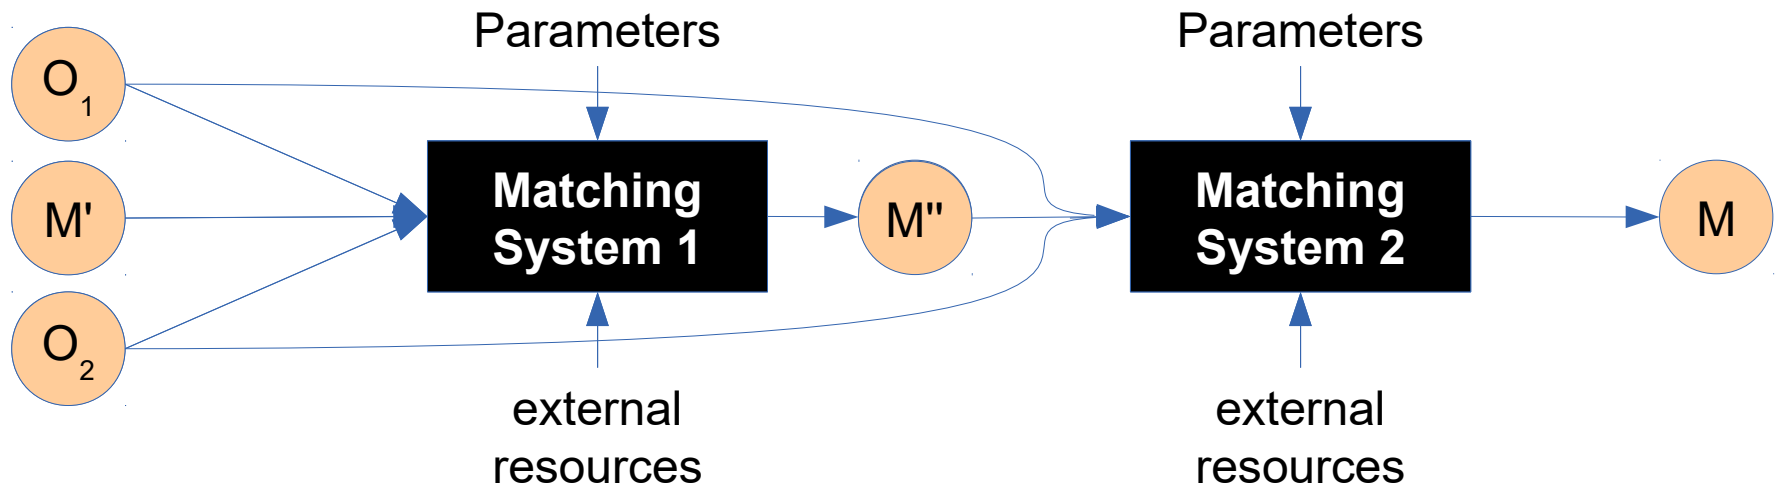 Parameters
Parameters
O1
M'
O2
Matching
System 1
M''
Matching
System 2
M
external
resources
external
resources